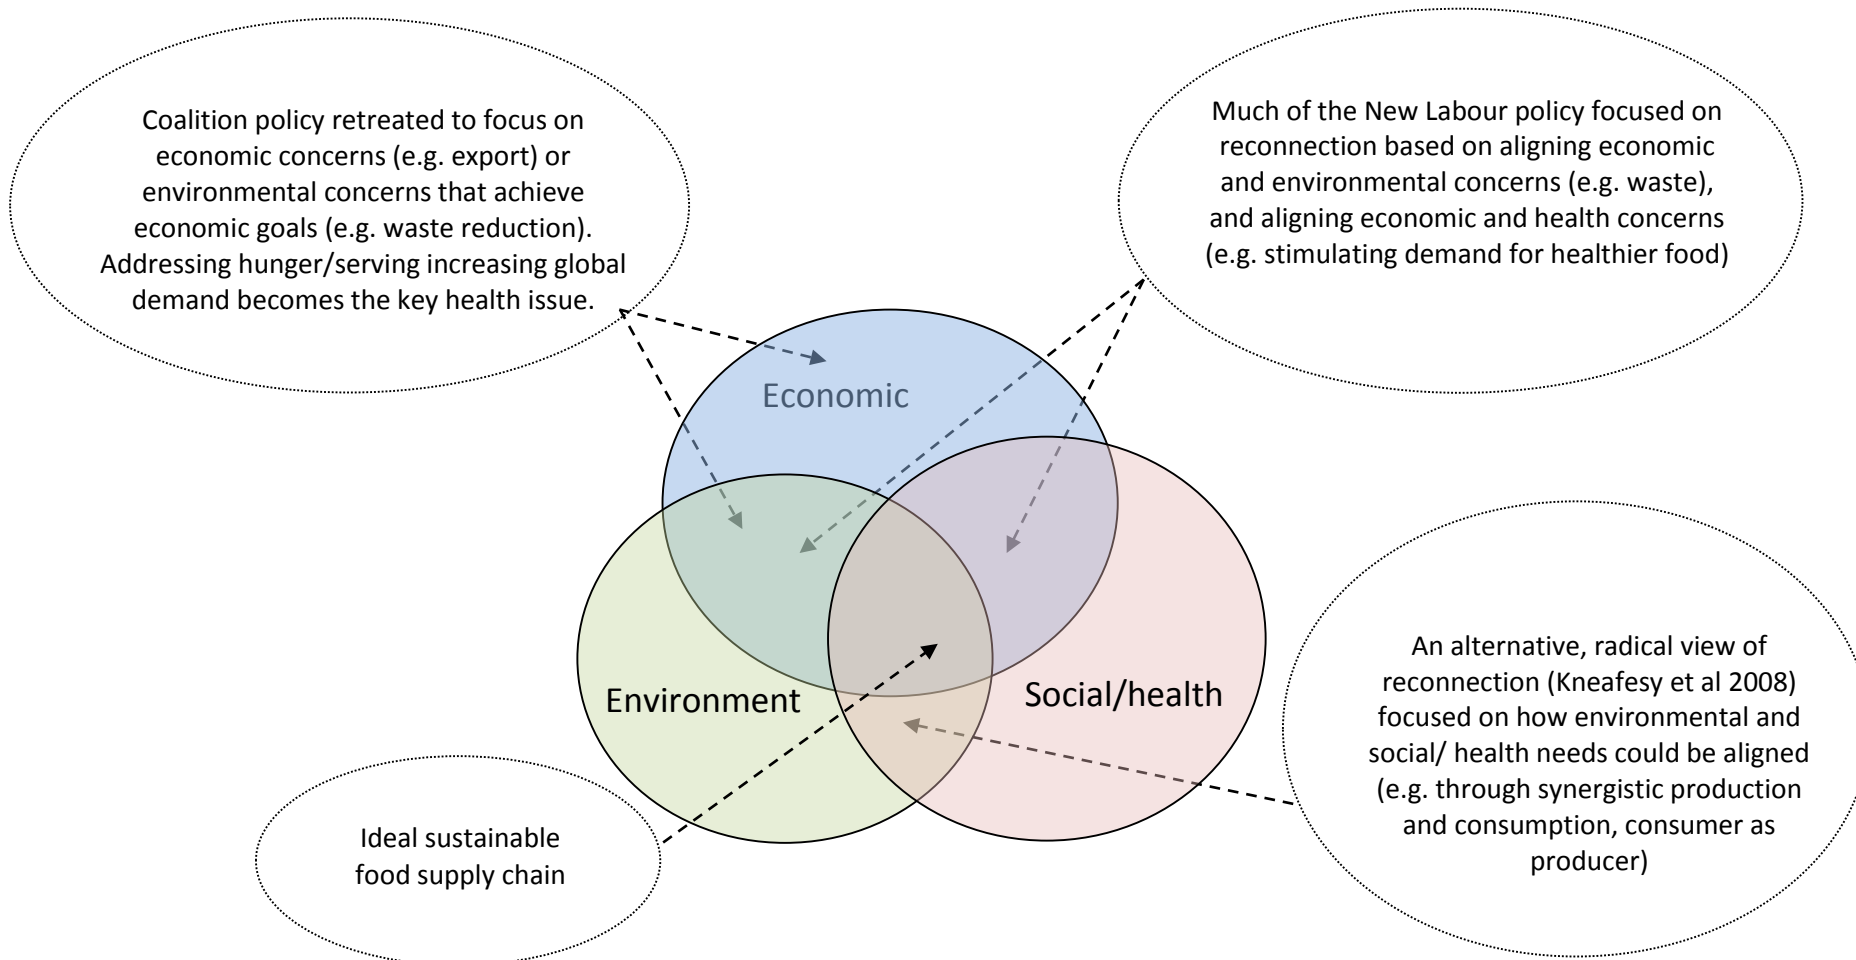 Coalition policy retreated to focus on
economic concerns (e.g. export) or
environmental concerns that achieve
economic goals (e.g. waste reduction).
Addressing hunger/serving increasing global
demand becomes the key health issue.
Much of the New Labour policy focused on
reconnection based on aligning economic
and environmental concerns (e.g. waste),
and aligning economic and health concerns
(e.g. stimulating demand for healthier food)
Economic
Environment
Social/health
An alternative, radical view of
reconnection (Kneafesy et al 2008)
focused on how environmental and
social/ health needs could be aligned
(e.g. through synergistic production
and consumption, consumer as
producer)
Ideal sustainable
food supply chain